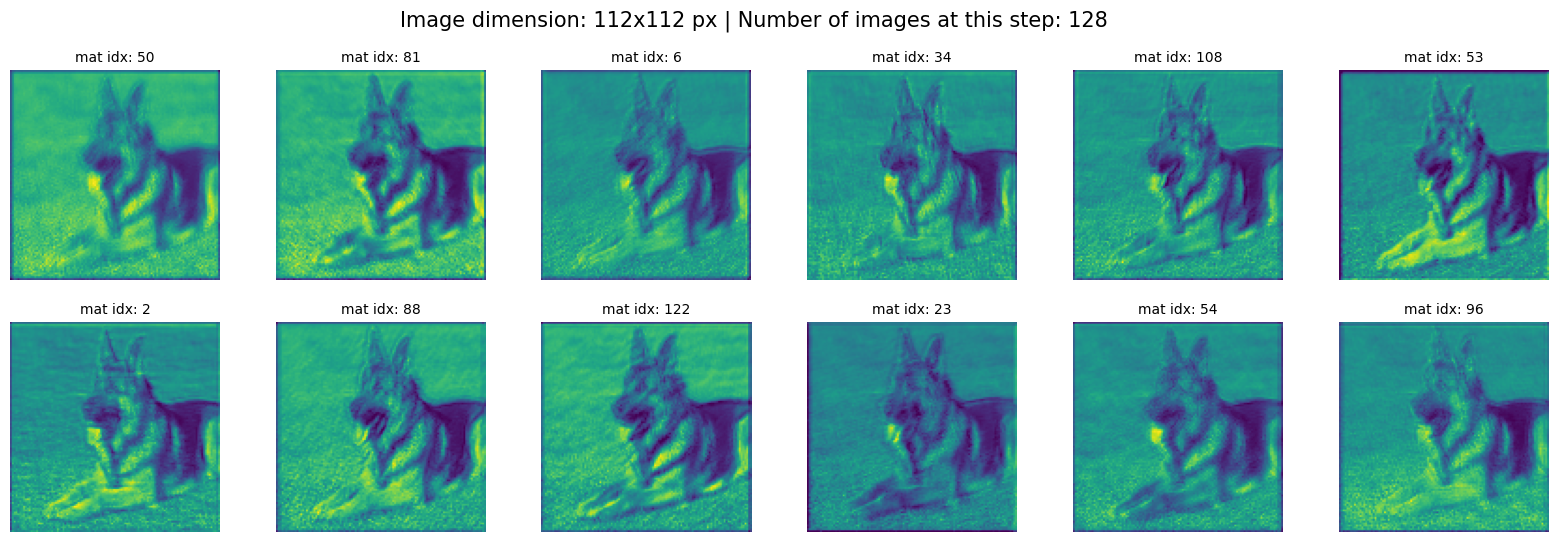 Image dimension: 112x112 px | Number of images at this step: 128
mat idx: 50
mat idx: 81
mat idx: 6
mat idx: 34
mat idx: 108
mat idx: 53
mat idx: 2
mat idx: 88
mat idx: 122
mat idx: 23
mat idx: 54
mat idx: 96